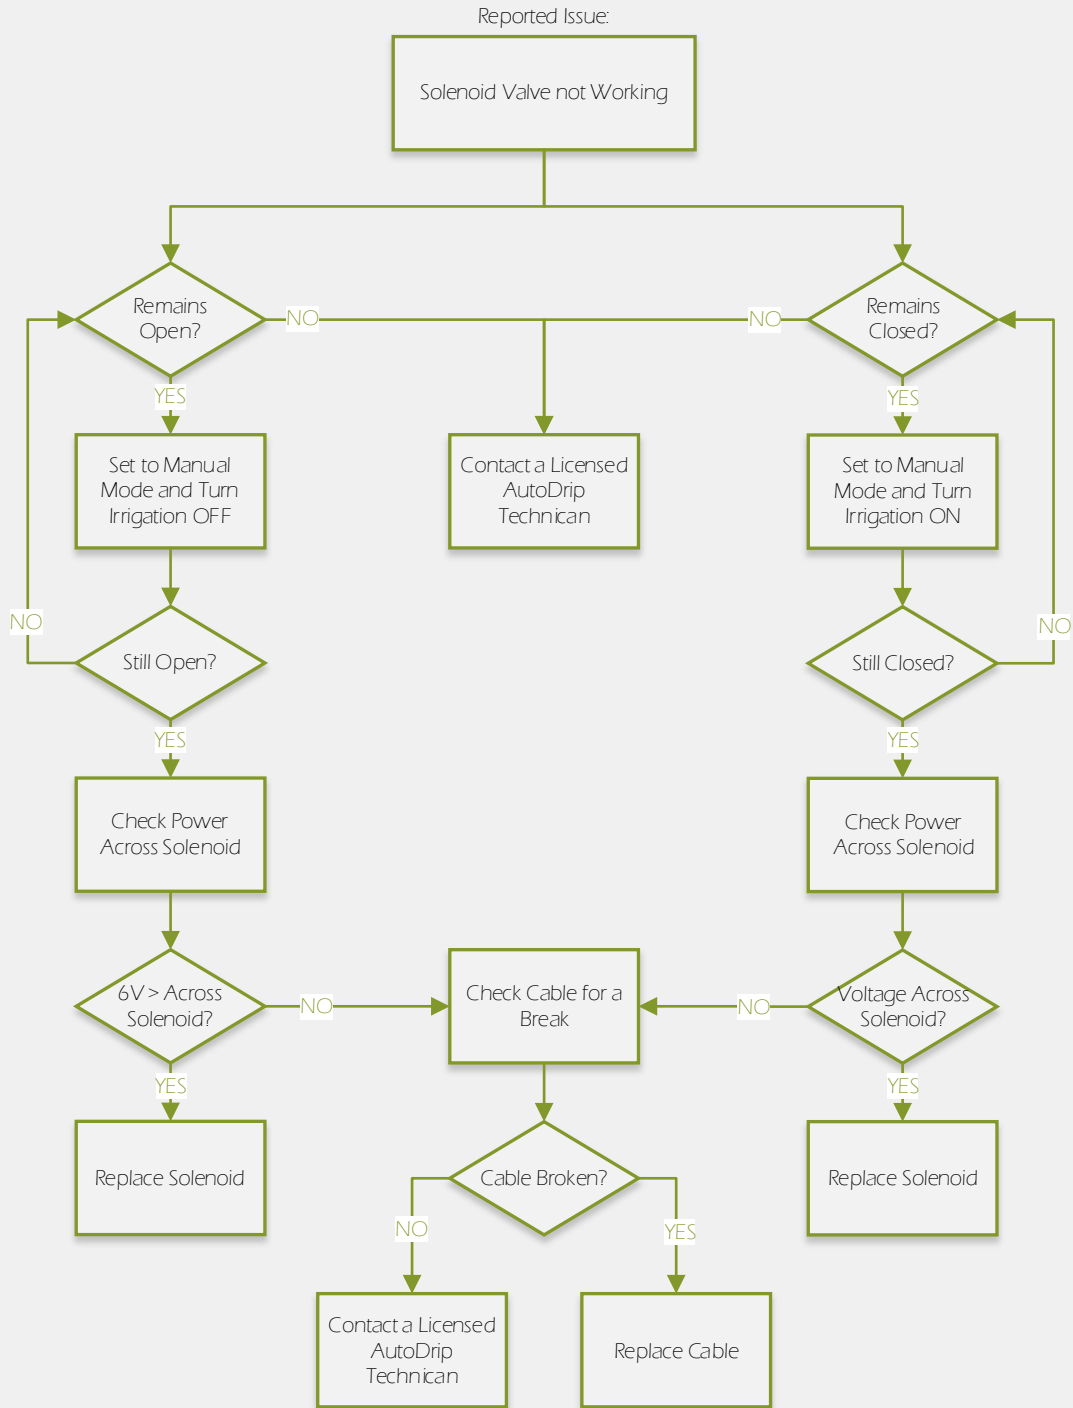 Reported Issue:
Solenoid Valve not Working
Remains
Open?
NO
NO
Remains
Closed?
YES
YES
Set to Manual
Mode and Turn
Irrigation OFF
Contact a Licensed
AutoDrip
Technican
Set to Manual
Mode and Turn
Irrigation ON
NO
NO
Still Open?
Still Closed?
YES
YES
Check Power
Across Solenoid
Check Power
Across Solenoid
6V > Across
Solenoid?
NO
Check Cable for a
Break
NO
Voltage Across
Solenoid?
YES
YES
Replace Solenoid
Cable Broken?
Replace Solenoid
NO
YES
Contact a Licensed
AutoDrip
Technican
Replace Cable